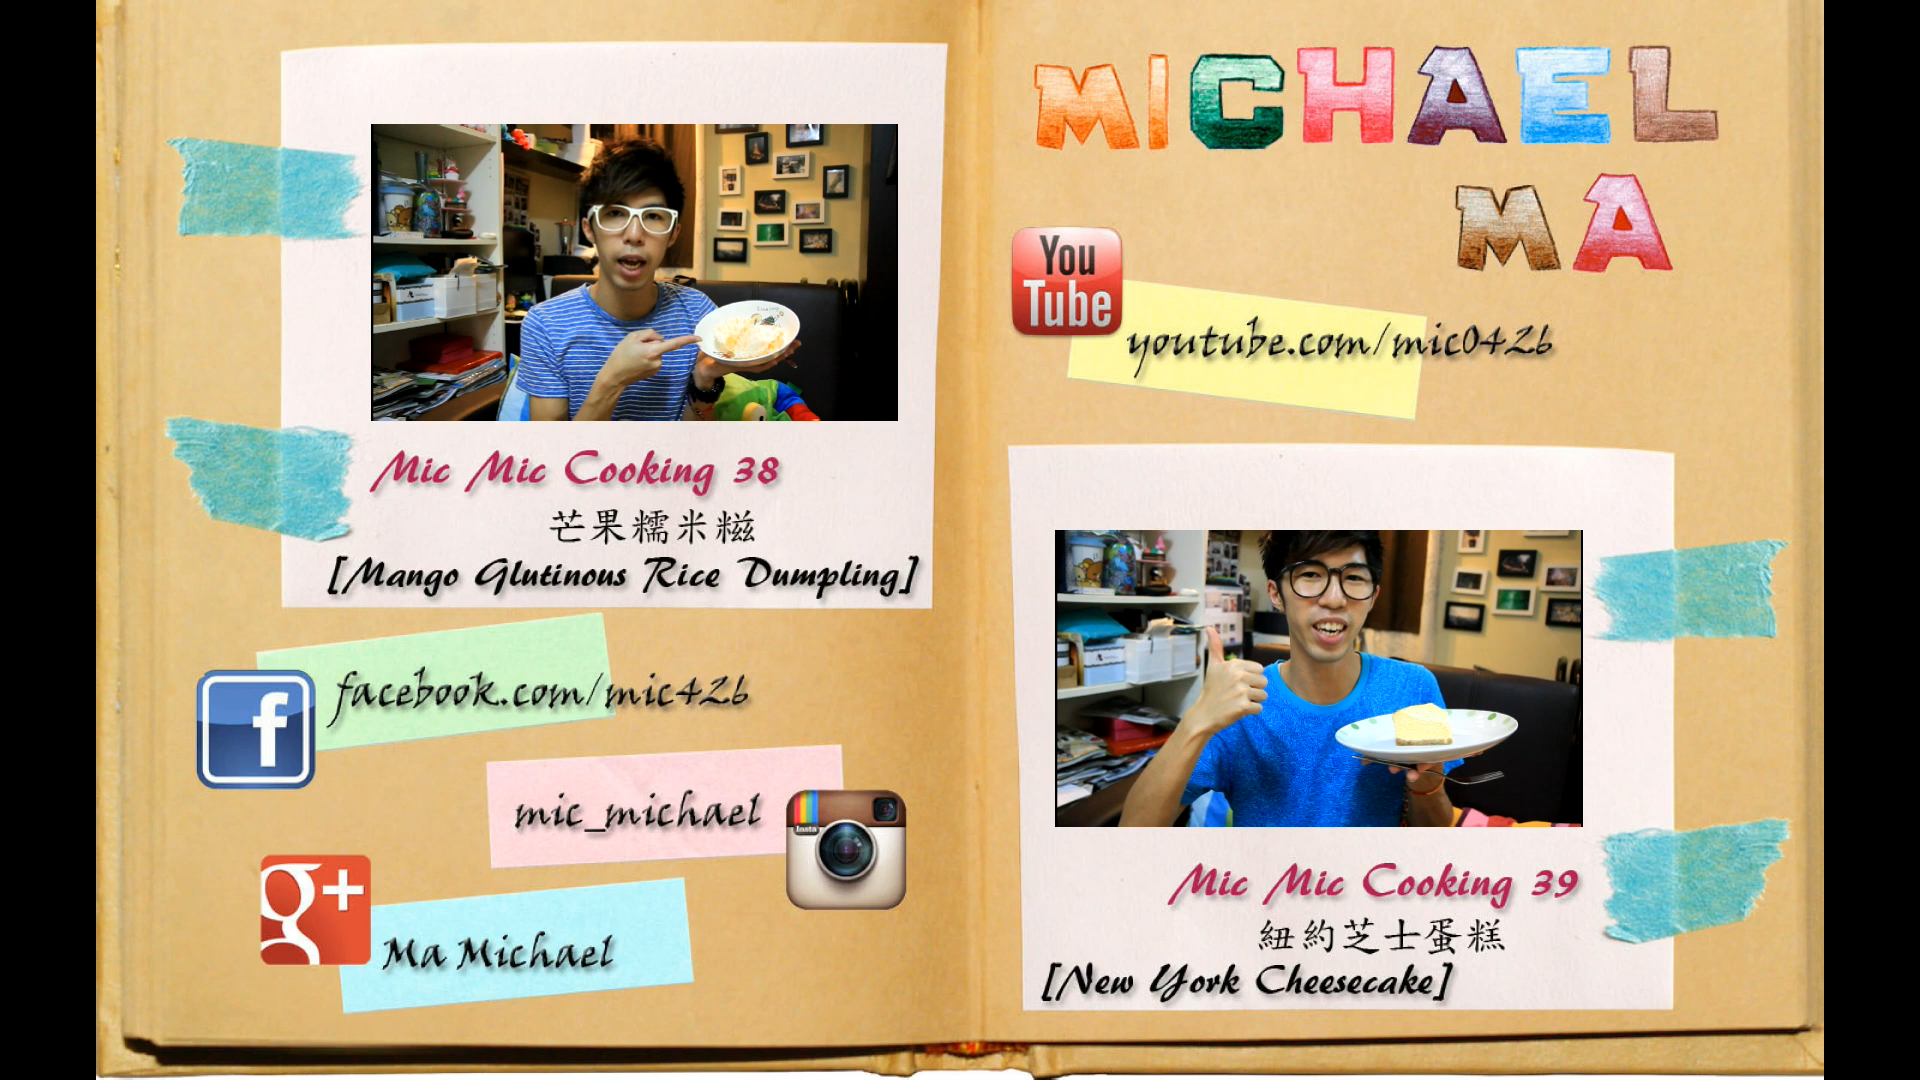 Mic Mic Cooking 38
芒果糯米糍
[Mango Glutinous Rice Dumpling]
facebook.com/mic426
mic_michael
Insta
g+
Ma Michael
MICHAEL
MA
You
Tube
youtube.com/mic0426
Mic Mic Cooking 39
紐約芝士蛋糕
[New York Cheesecake]